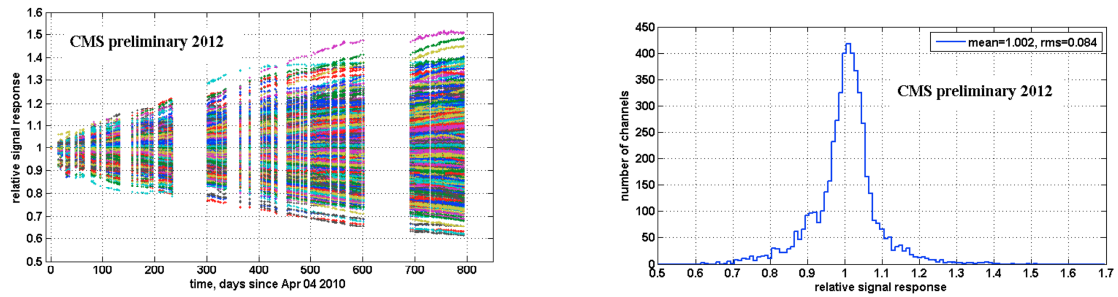 1.6
1.5
1.4
1.3
1.2
1.1
1
0.9
0.8
0.7
0.6
0.5
relative signal response
CMS preliminary 2012
0 100 200 300 400 500 600 700 800
time, days since Apr 04 2010
450
400
350
300
250
200
150
100
50
0
number of channels
mean=1.002, rms=0.084
CMS preliminary 2012
0.5 0.6 0.7 0.8 0.9 1 1.1 1.2 1.3 1.4 1.5 1.6 1.7
relative signal response